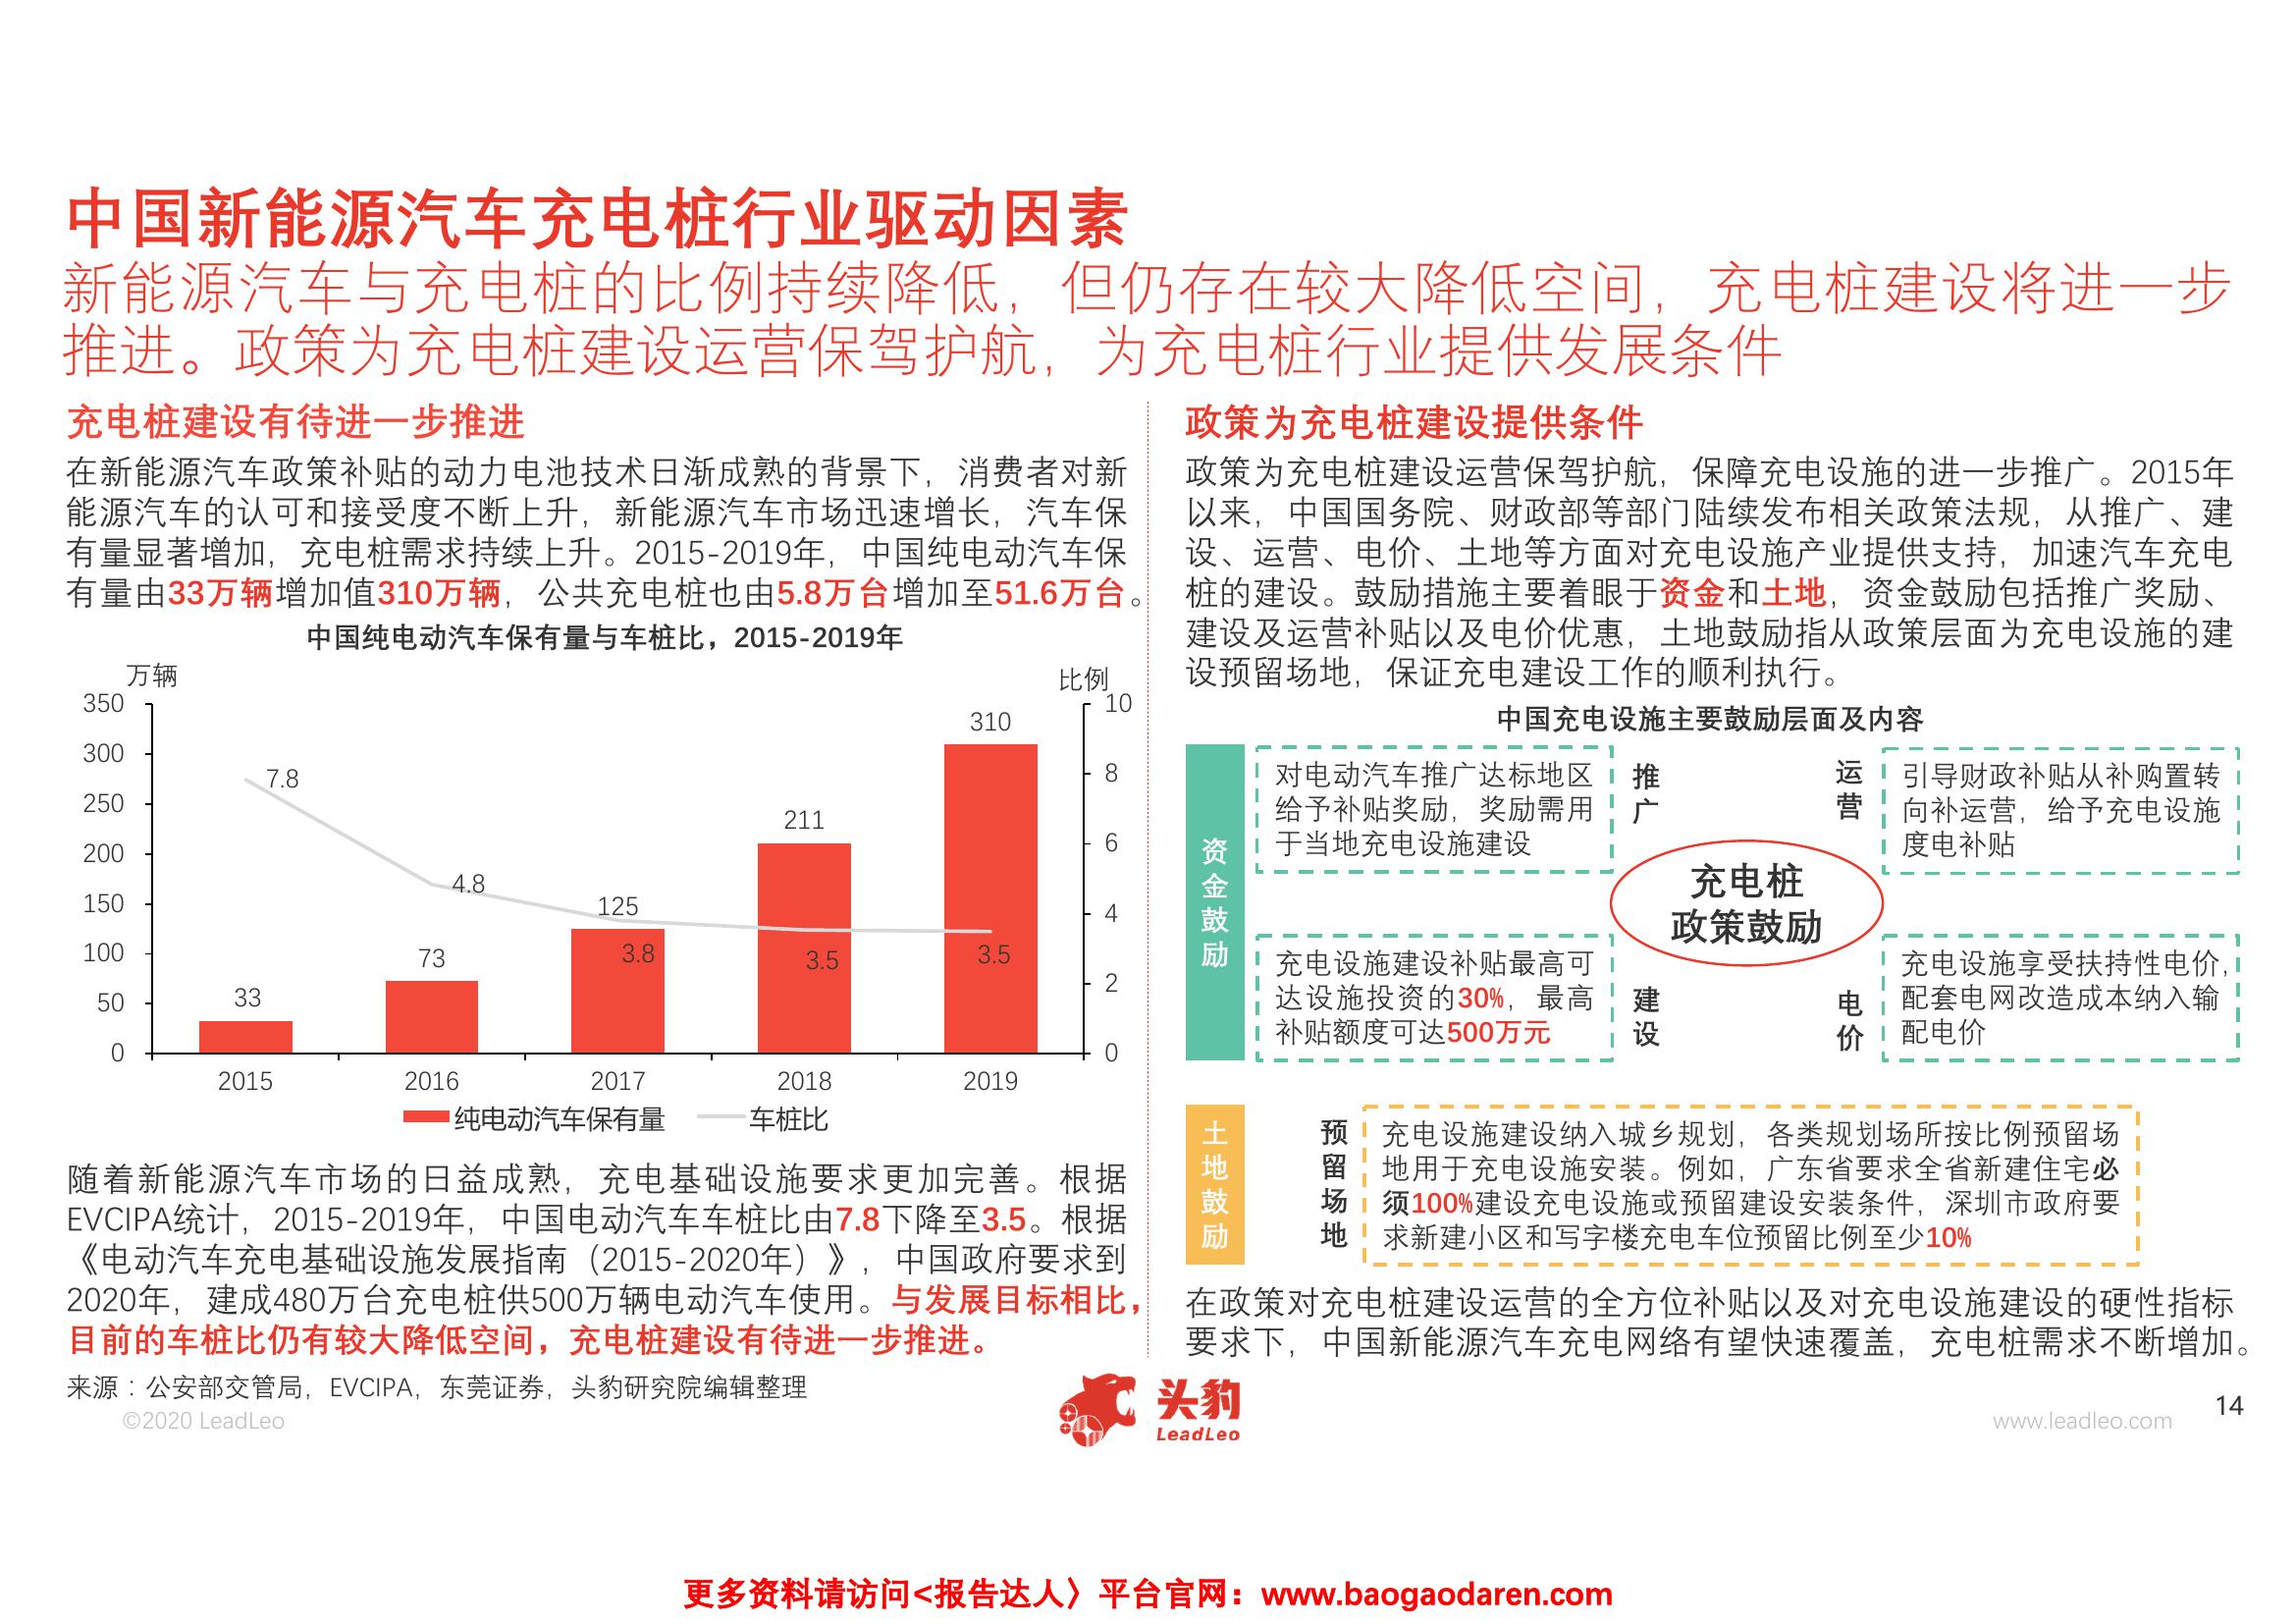 中国新能源汽车充电桩行业驱动因素
新能源汽车与充电桩的比例持续降低，但仍存在较大降低空间，充电桩建设将进一步
推进。政策为充电桩建设运营保驾护航，为充电桩行业提供发展条件
充电桩建设有待进一步推进
在新能源汽车政策补贴的动力电池技术日渐成熟的背景下，消费者对新
能源汽车的认可和接受度不断上升，新能源汽车市场迅速增长，汽车保
有量显著增加，充电桩需求持续上升。2015-2019年，中国纯电动汽车保
有量由33万辆增加值310万辆，公共充电桩也由5.8万台增加至51.6万台。
中国纯电动汽车保有量与车桩比，2015-2019年
万辆
比例
350
300
250
200
150
100
50
0
10
8
6
4
2
0
33
73
125
211
310
7.8
4.8
3.8
3.5
3.5
2015
2016
2017
2018
2019
纯电动汽车保有量
车桩比
随着新能源汽车市场的日益成熟，充电基础设施要求更加完善。根据
EVCIPA统计，2015-2019年，中国电动汽车车桩比由7.8下降至3.5。根据
《电动汽车充电基础设施发展指南（2015-2020年）》，中国政府要求到
2020年，建成480万台充电桩供500万辆电动汽车使用。与发展目标相比，
目前的车桩比仍有较大降低空间，充电桩建设有待进一步推进。
来源：公安部交管局，EVCIPA，东莞证券，头豹研究院编辑整理
©2020 LeadLeo
政策为充电桩建设提供条件
政策为充电桩建设运营保驾护航，保障充电设施的进一步推广。2015年
以来，中国国务院、财政部等部门陆续发布相关政策法规，从推广、建
设、运营、电价、土地等方面对充电设施产业提供支持，加速汽车充电
桩的建设。鼓励措施主要着眼于资金和土地，资金鼓励包括推广奖励、
建设及运营补贴以及电价优惠，土地鼓励指从政策层面为充电设施的建
设预留场地，保证充电建设工作的顺利执行。
中国充电设施主要鼓励层面及内容
资金鼓励
对电动汽车推广达标地区
给予补贴奖励，奖励需用
于当地充电设施建设
推广
运营
引导财政补贴从补购置转
向补运营，给予充电设施
度电补贴
充电桩
政策鼓励
充电设施建设补贴最高可
达设施投资的30%，最高
补贴额度可达500万元
建设
电价
充电设施享受扶持性电价，
配套电网改造成本纳入输
配电价
土地鼓励
预留场地
充电设施建设纳入城乡规划，各类规划场所按比例预留场
地用于充电设施安装。例如，广东省要求全省新建住宅必
须100%建设充电设施或预留建设安装条件，深圳市政府要
求新建小区和写字楼充电车位预留比例至少10%
在政策对充电桩建设运营的全方位补贴以及对充电设施建设的硬性指标
要求下，中国新能源汽车充电网络有望快速覆盖，充电桩需求不断增加。
头豹
LeadLeo
www.leadleo.com
14
更多资料请访问<报告达人〉平台官网：www.baogaodaren.com